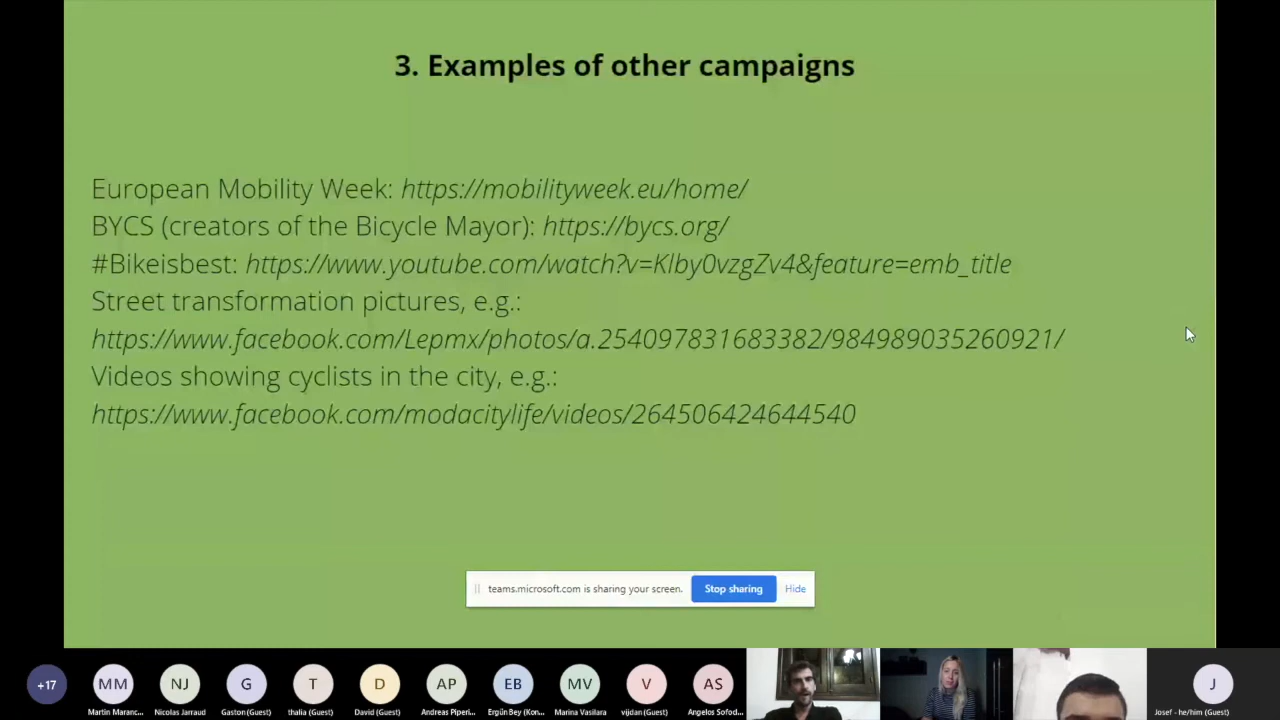 3. Examples of other campaigns
European Mobility Week: https://mobilityweek.eu/home/
BYCS (creators of the Bicycle Mayor): https://bycs.org/
#Bikeisbest: https://www.youtube.com/watch?v=Klby0vzgZv4&feature=emb_title
Street transformation pictures, e.g.:
https://www.facebook.com/Lepmx/photos/a.254097831683382/984989035260921/
Videos showing cyclists in the city, e.g.:
https://www.facebook.com/modacitylife/videos/264506424644540
teams.microsoft.com is sharing your screen.
Stop sharing
Hide
+17
MM
NJ
G
T
D
AP
EB
MV
V
AS
J
Martin Maranc...
Nicolas Jarraud
Gaston (Guest)
thalia (Guest)
David (Guest)
Andreas Piperi...
Ergün Bey (Kon...
Marina Vasilara
vijdan (Guest)
Angelos Sofod...
Josef - he/him (Guest)